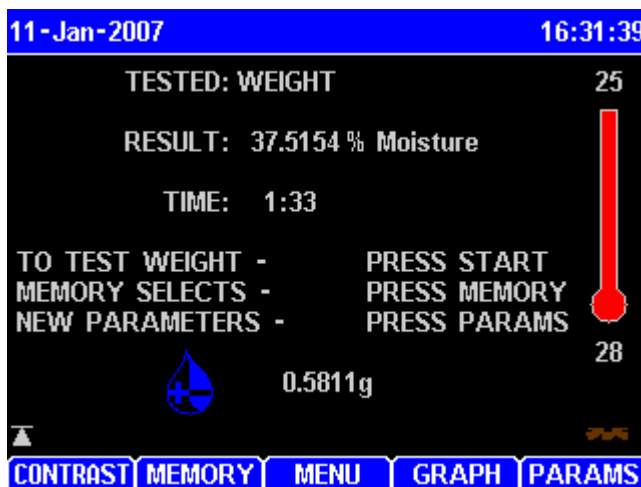 11-Jan-2007 16:31:39
TESTED: WEIGHT 25
RESULT: 37.5154 % Moisture
TIME: 1:33
TO TEST WEIGHT - PRESS START
MEMORY SELECTS - PRESS MEMORY
NEW PARAMETERS - PRESS PARAMS
28
0.5811g
CONTRAST MEMORY MENU GRAPH PARAMS